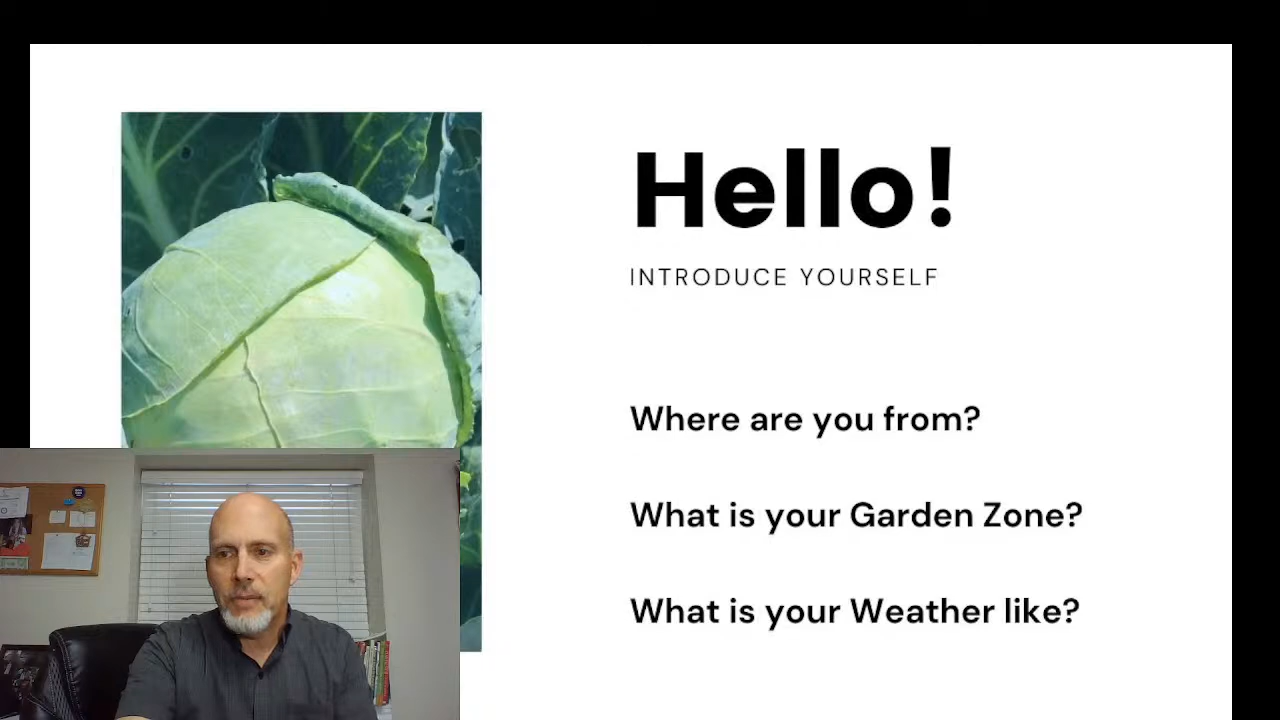 Hello!
INTRODUCE YOURSELF
Where are you from?
What is your Garden Zone?
What is your Weather like?